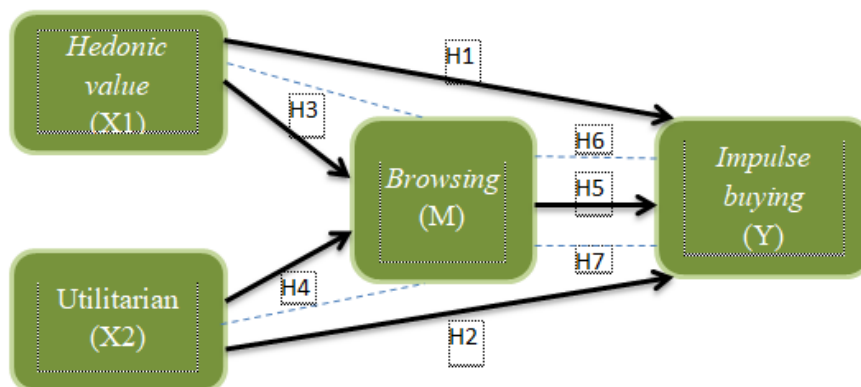 Hedonic
value
(X1)
H1
H3
H6
Browsing
(M)
H5
Impulse
buying
(Y)
H7
Utilitarian
(X2)
H4
H2